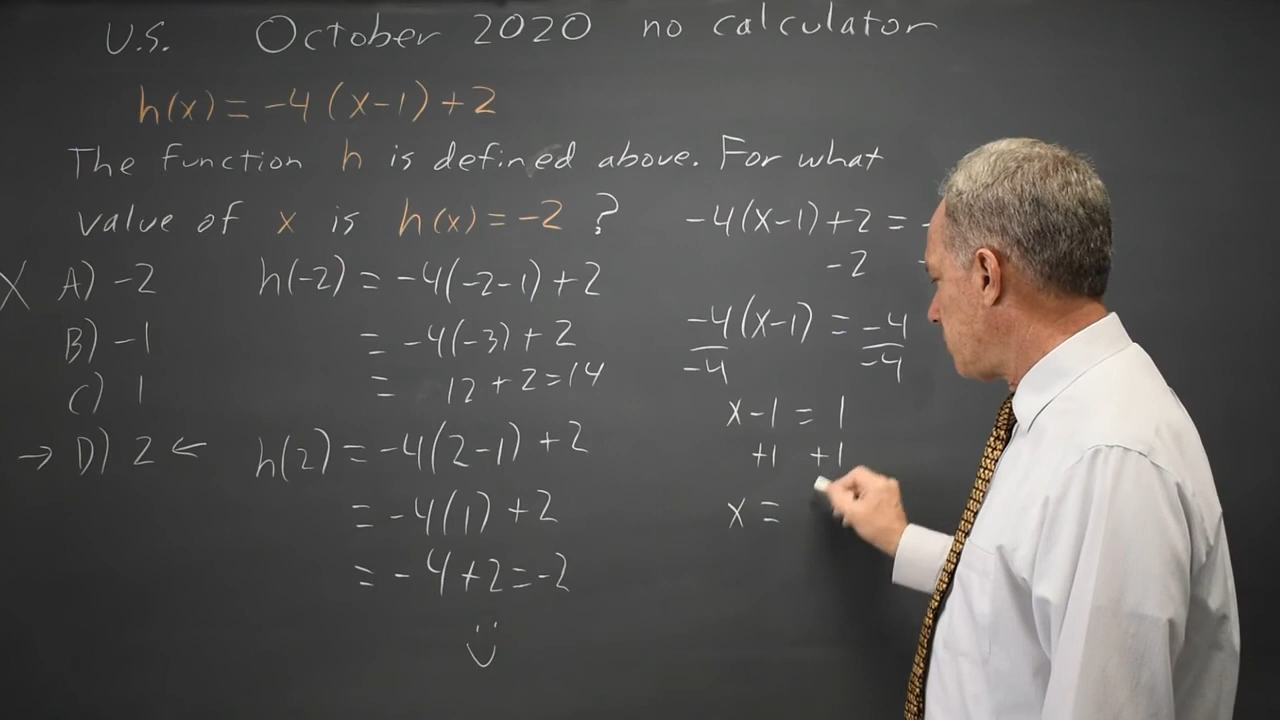 U.S. October 2020 no calculator
h(x) = -4(x-1)+2
The function h is defined above. For what
value of x is h(x) = -2 ?
X A) -2
B) -1
C) 1
→ D) 2 ←
h(-2) = -4(-2-1)+2
= -4(-3)+2
= 12+2=14
h(2) = -4(2-1)+2
= -4(1)+2
= -4+2=-2
-4(x-1)+2 = -
-2 -
-4(x-1) = -4
-4 -4
x-1 = 1
+1 +1
x =